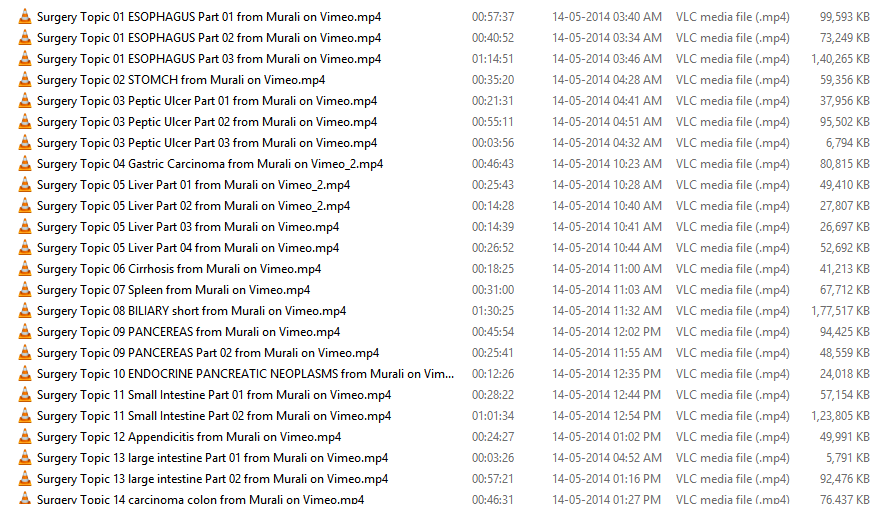 Surgery Topic 01 ESOPHAGUS Part 01 from Murali on Vimeo.mp4 00:57:37 14-05-2014 03:40 AM VLC media file (.mp4) 99,593 KB
Surgery Topic 01 ESOPHAGUS Part 02 from Murali on Vimeo.mp4 00:40:52 14-05-2014 03:34 AM VLC media file (.mp4) 73,249 KB
Surgery Topic 01 ESOPHAGUS Part 03 from Murali on Vimeo.mp4 01:14:51 14-05-2014 03:46 AM VLC media file (.mp4) 1,40,265 KB
Surgery Topic 02 STOMCH from Murali on Vimeo.mp4 00:35:20 14-05-2014 04:28 AM VLC media file (.mp4) 59,356 KB
Surgery Topic 03 Peptic Ulcer Part 01 from Murali on Vimeo.mp4 00:21:31 14-05-2014 04:41 AM VLC media file (.mp4) 37,956 KB
Surgery Topic 03 Peptic Ulcer Part 02 from Murali on Vimeo.mp4 00:55:11 14-05-2014 04:51 AM VLC media file (.mp4) 95,502 KB
Surgery Topic 03 Peptic Ulcer Part 03 from Murali on Vimeo.mp4 00:03:56 14-05-2014 04:32 AM VLC media file (.mp4) 6,794 KB
Surgery Topic 04 Gastric Carcinoma from Murali on Vimeo_2.mp4 00:46:43 14-05-2014 10:23 AM VLC media file (.mp4) 80,815 KB
Surgery Topic 05 Liver Part 01 from Murali on Vimeo_2.mp4 00:25:43 14-05-2014 10:28 AM VLC media file (.mp4) 49,410 KB
Surgery Topic 05 Liver Part 02 from Murali on Vimeo_2.mp4 00:14:28 14-05-2014 10:40 AM VLC media file (.mp4) 27,807 KB
Surgery Topic 05 Liver Part 03 from Murali on Vimeo.mp4 00:14:39 14-05-2014 10:41 AM VLC media file (.mp4) 26,697 KB
Surgery Topic 05 Liver Part 04 from Murali on Vimeo.mp4 00:26:52 14-05-2014 10:44 AM VLC media file (.mp4) 52,692 KB
Surgery Topic 06 Cirrhosis from Murali on Vimeo.mp4 00:18:25 14-05-2014 11:00 AM VLC media file (.mp4) 41,213 KB
Surgery Topic 07 Spleen from Murali on Vimeo.mp4 00:31:00 14-05-2014 11:03 AM VLC media file (.mp4) 67,712 KB
Surgery Topic 08 BILIARY short from Murali on Vimeo.mp4 01:30:25 14-05-2014 11:32 AM VLC media file (.mp4) 1,77,517 KB
Surgery Topic 09 PANCEREAS from Murali on Vimeo.mp4 00:45:54 14-05-2014 12:02 PM VLC media file (.mp4) 94,425 KB
Surgery Topic 09 PANCEREAS Part 02 from Murali on Vimeo.mp4 00:25:41 14-05-2014 11:55 AM VLC media file (.mp4) 48,559 KB
Surgery Topic 10 ENDOCRINE PANCREATIC NEOPLASMS from Murali on Vim... 00:12:26 14-05-2014 12:35 PM VLC media file (.mp4) 24,018 KB
Surgery Topic 11 Small Intestine Part 01 from Murali on Vimeo.mp4 00:28:22 14-05-2014 12:44 PM VLC media file (.mp4) 57,154 KB
Surgery Topic 11 Small Intestine Part 02 from Murali on Vimeo.mp4 01:01:34 14-05-2014 12:54 PM VLC media file (.mp4) 1,23,805 KB
Surgery Topic 12 Appendicitis from Murali on Vimeo.mp4 00:24:27 14-05-2014 01:02 PM VLC media file (.mp4) 49,991 KB
Surgery Topic 13 large intestine Part 01 from Murali on Vimeo.mp4 00:03:26 14-05-2014 04:52 AM VLC media file (.mp4) 5,791 KB
Surgery Topic 13 large intestine Part 02 from Murali on Vimeo.mp4 00:57:21 14-05-2014 01:16 PM VLC media file (.mp4) 92,476 KB
Surgery Topic 14 carcinoma colon from Murali on Vimeo.mp4 00:46:31 14-05-2014 01:27 PM VLC media file (.mp4) 76,437 KB